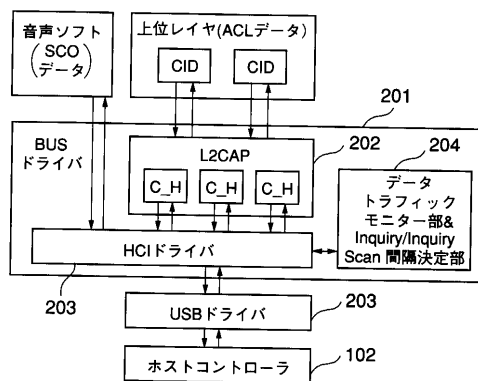 音声ソフト
(SCO
データ)
上位レイヤ(ACLデータ)
CID
CID
201
BUS
ドライバ
L2CAP
202
204
C_H
C_H
C_H
データ
トラフィック
モニター部&
Inquiry/Inquiry
Scan 間隔決定部
HCIドライバ
203
USBドライバ
203
ホストコントローラ
102